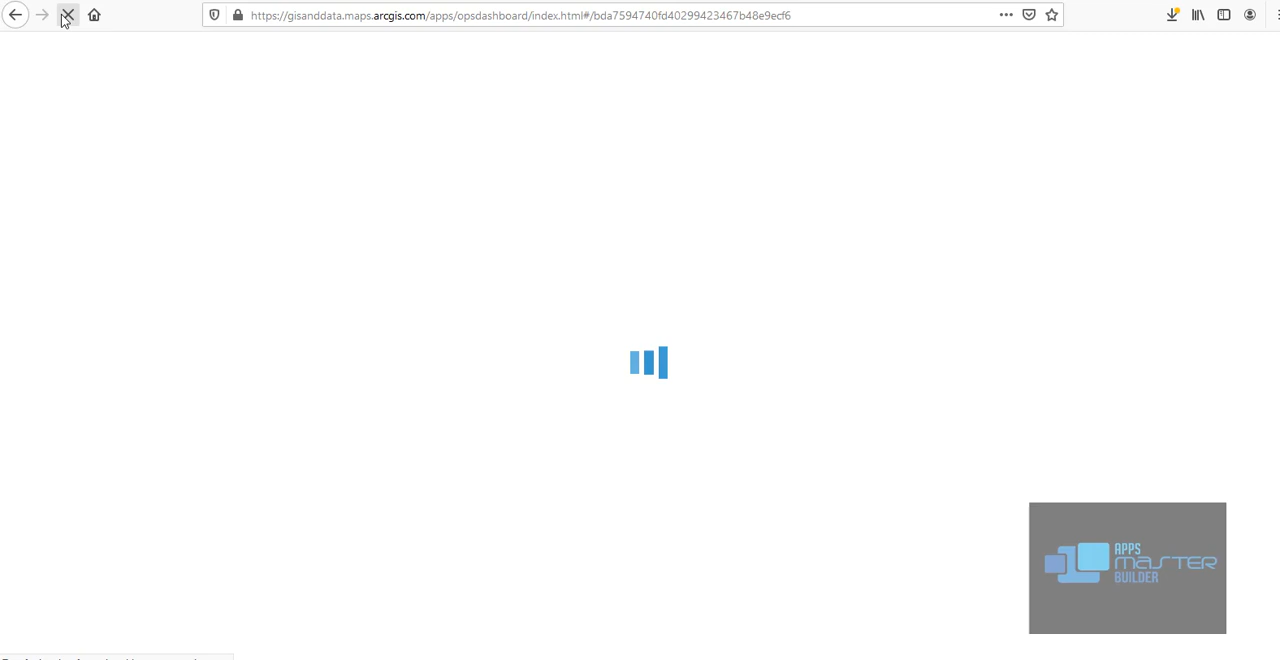 https://gisanddata.maps.arcgis.com/apps/opsdashboard/index.html#/bda7594740fd40299423467b48e9ecf6
APPS
MASTER
BUILDER